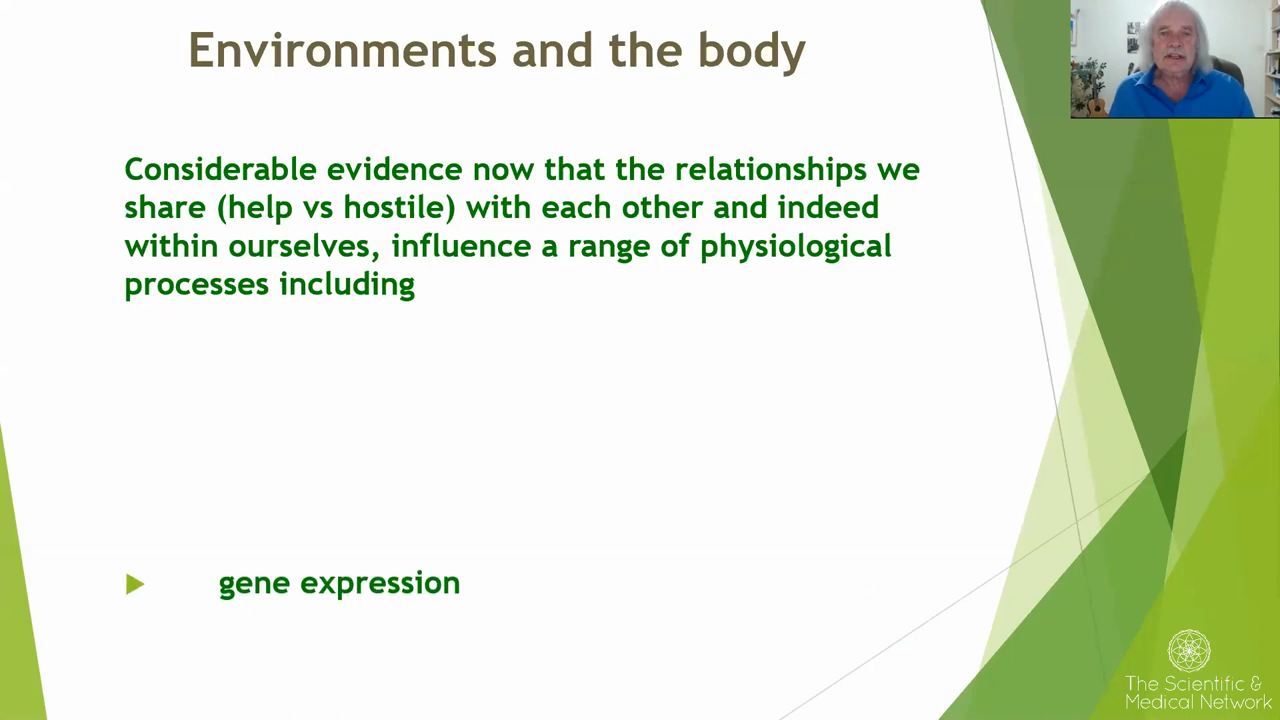 Environments and the body
Considerable evidence now that the relationships we
share (help vs hostile) with each other and indeed
within ourselves, influence a range of physiological
processes including
gene expression
The Scientific &
Medical Network